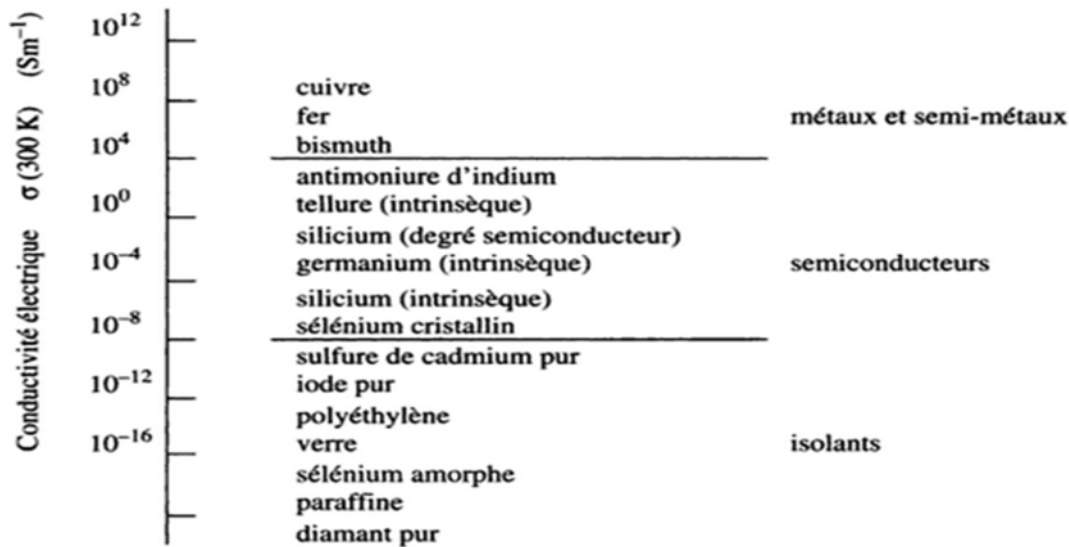 Conductivité électrique σ (300 K) (Sm⁻¹)
10¹²
10⁸
cuivre
fer
métaux et semi-métaux
10⁴
bismuth
antimoniure d'indium
10⁰
tellure (intrinsèque)
silicium (degré semiconducteur)
10⁻⁴
germanium (intrinsèque)
semiconducteurs
silicium (intrinsèque)
10⁻⁸
sélénium cristallin
sulfure de cadmium pur
10⁻¹²
iode pur
polyéthylène
10⁻¹⁶
verre
isolants
sélénium amorphe
paraffine
diamant pur